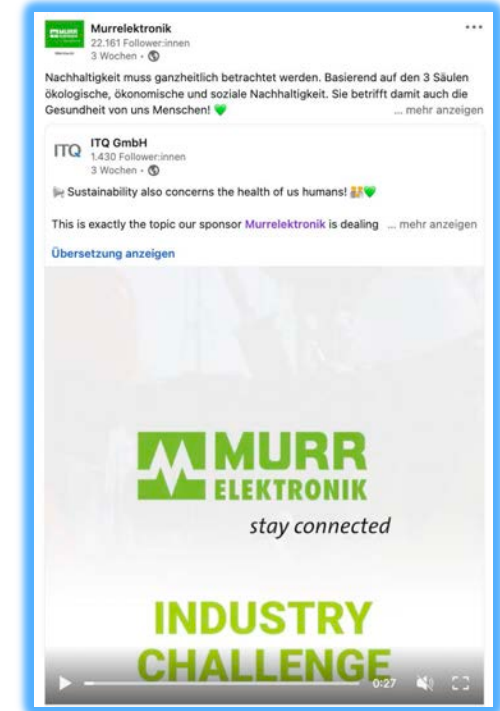 Murrelektronik
22.161 Follower:innen
3 Wochen •
Nachhaltigkeit muss ganzheitlich betrachtet werden. Basierend auf den 3 Säulen
ökologische, ökonomische und soziale Nachhaltigkeit. Sie betrifft damit auch die
Gesundheit von uns Menschen! 💚 ... mehr anzeigen
ITQ
ITQ GmbH
1.430 Follower:innen
3 Wochen •
Sustainability also concerns the health of us humans! 💚
This is exactly the topic our sponsor Murrelektronik is dealing ... mehr anzeigen
Übersetzung anzeigen
MURR
ELEKTRONIK
stay connected
INDUSTRY
CHALLENGE
0:27